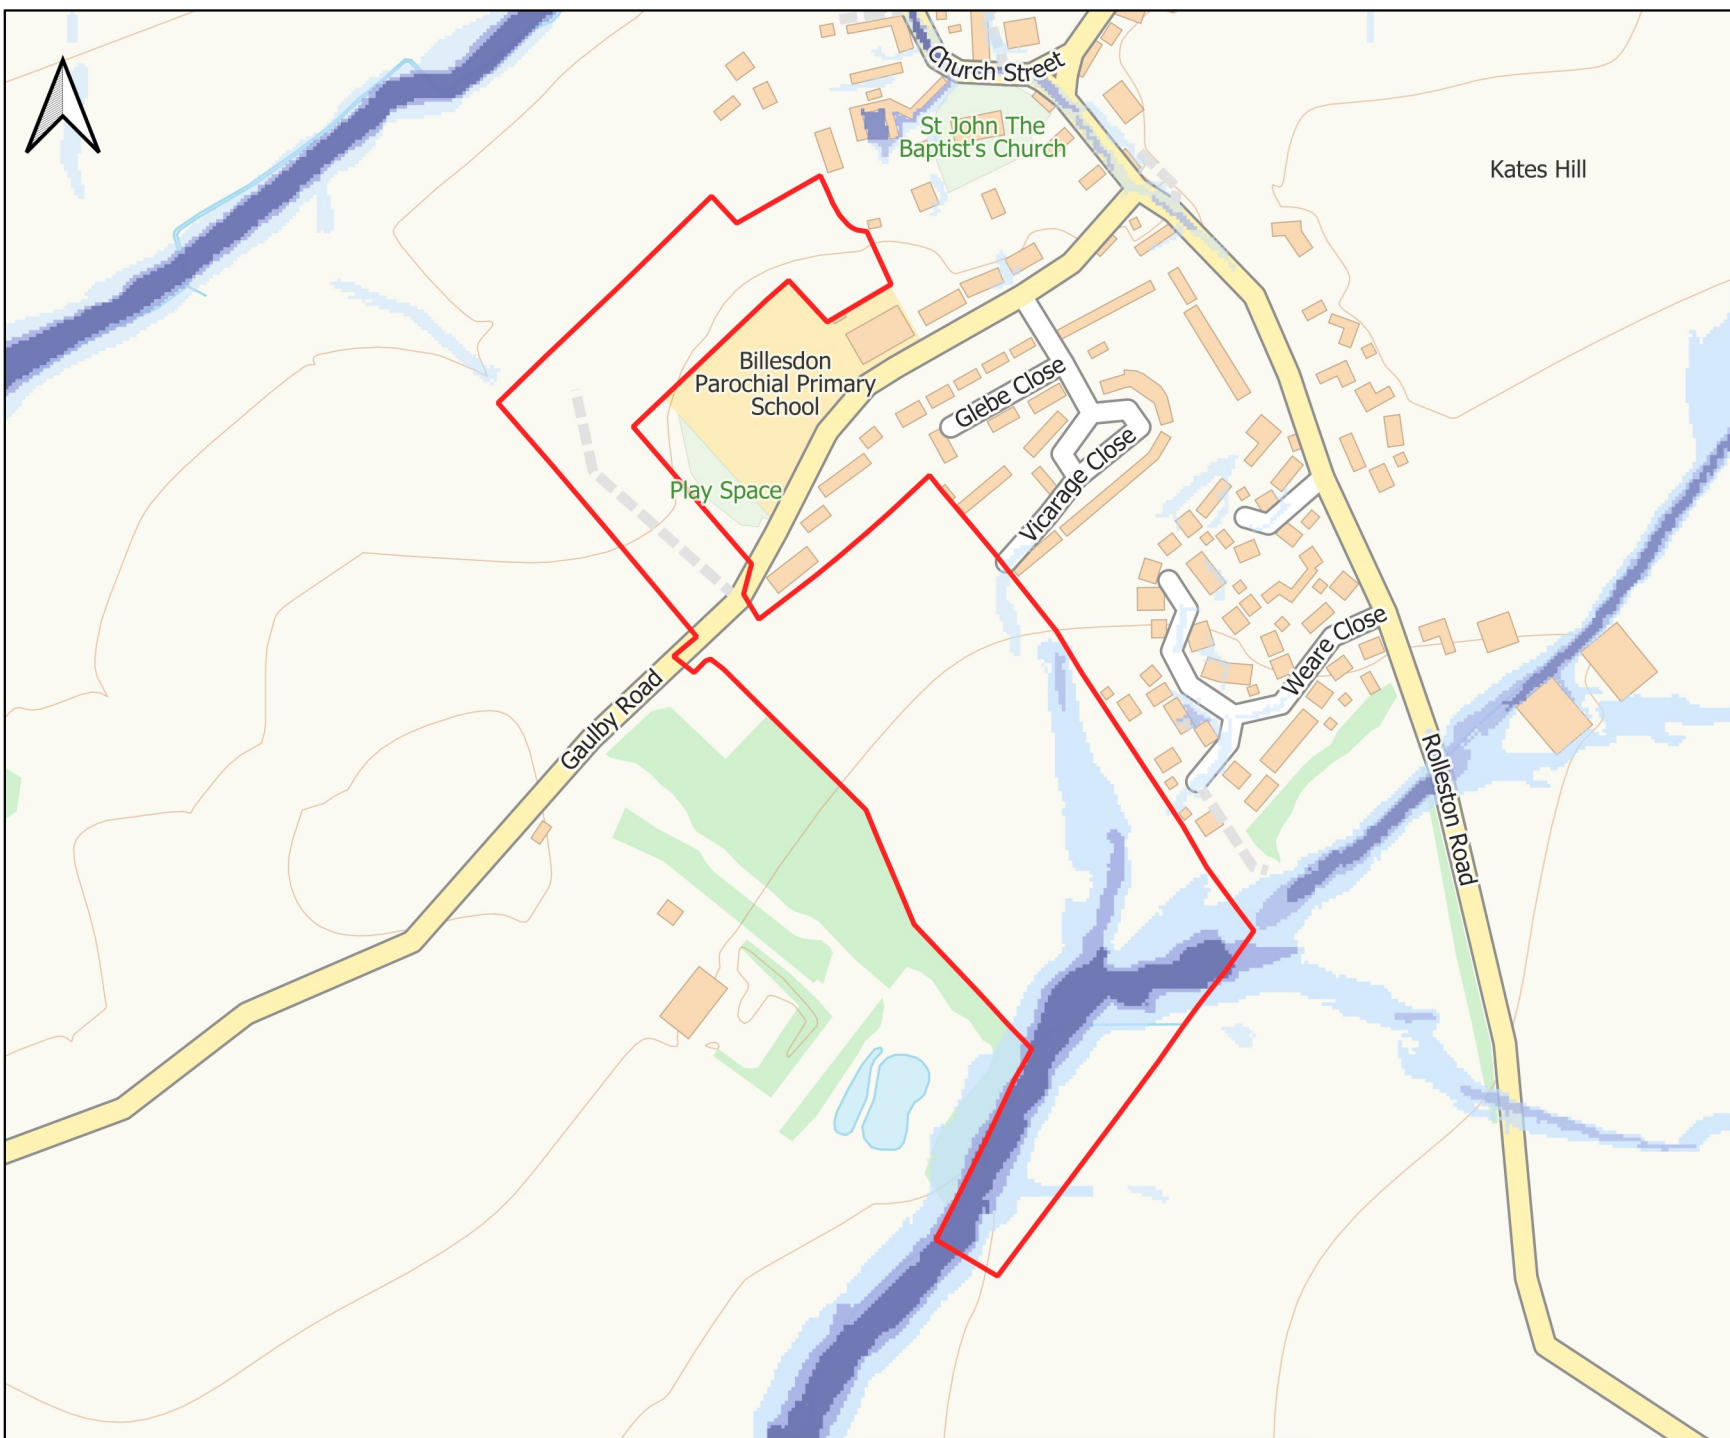 Church Street
St John The
Baptist's Church
Kates Hill
Billesdon
Parochial Primary
School
Glebe Close
Vicarage Close
Play Space
Weare Close
Gaulby Road
Rolleston Road